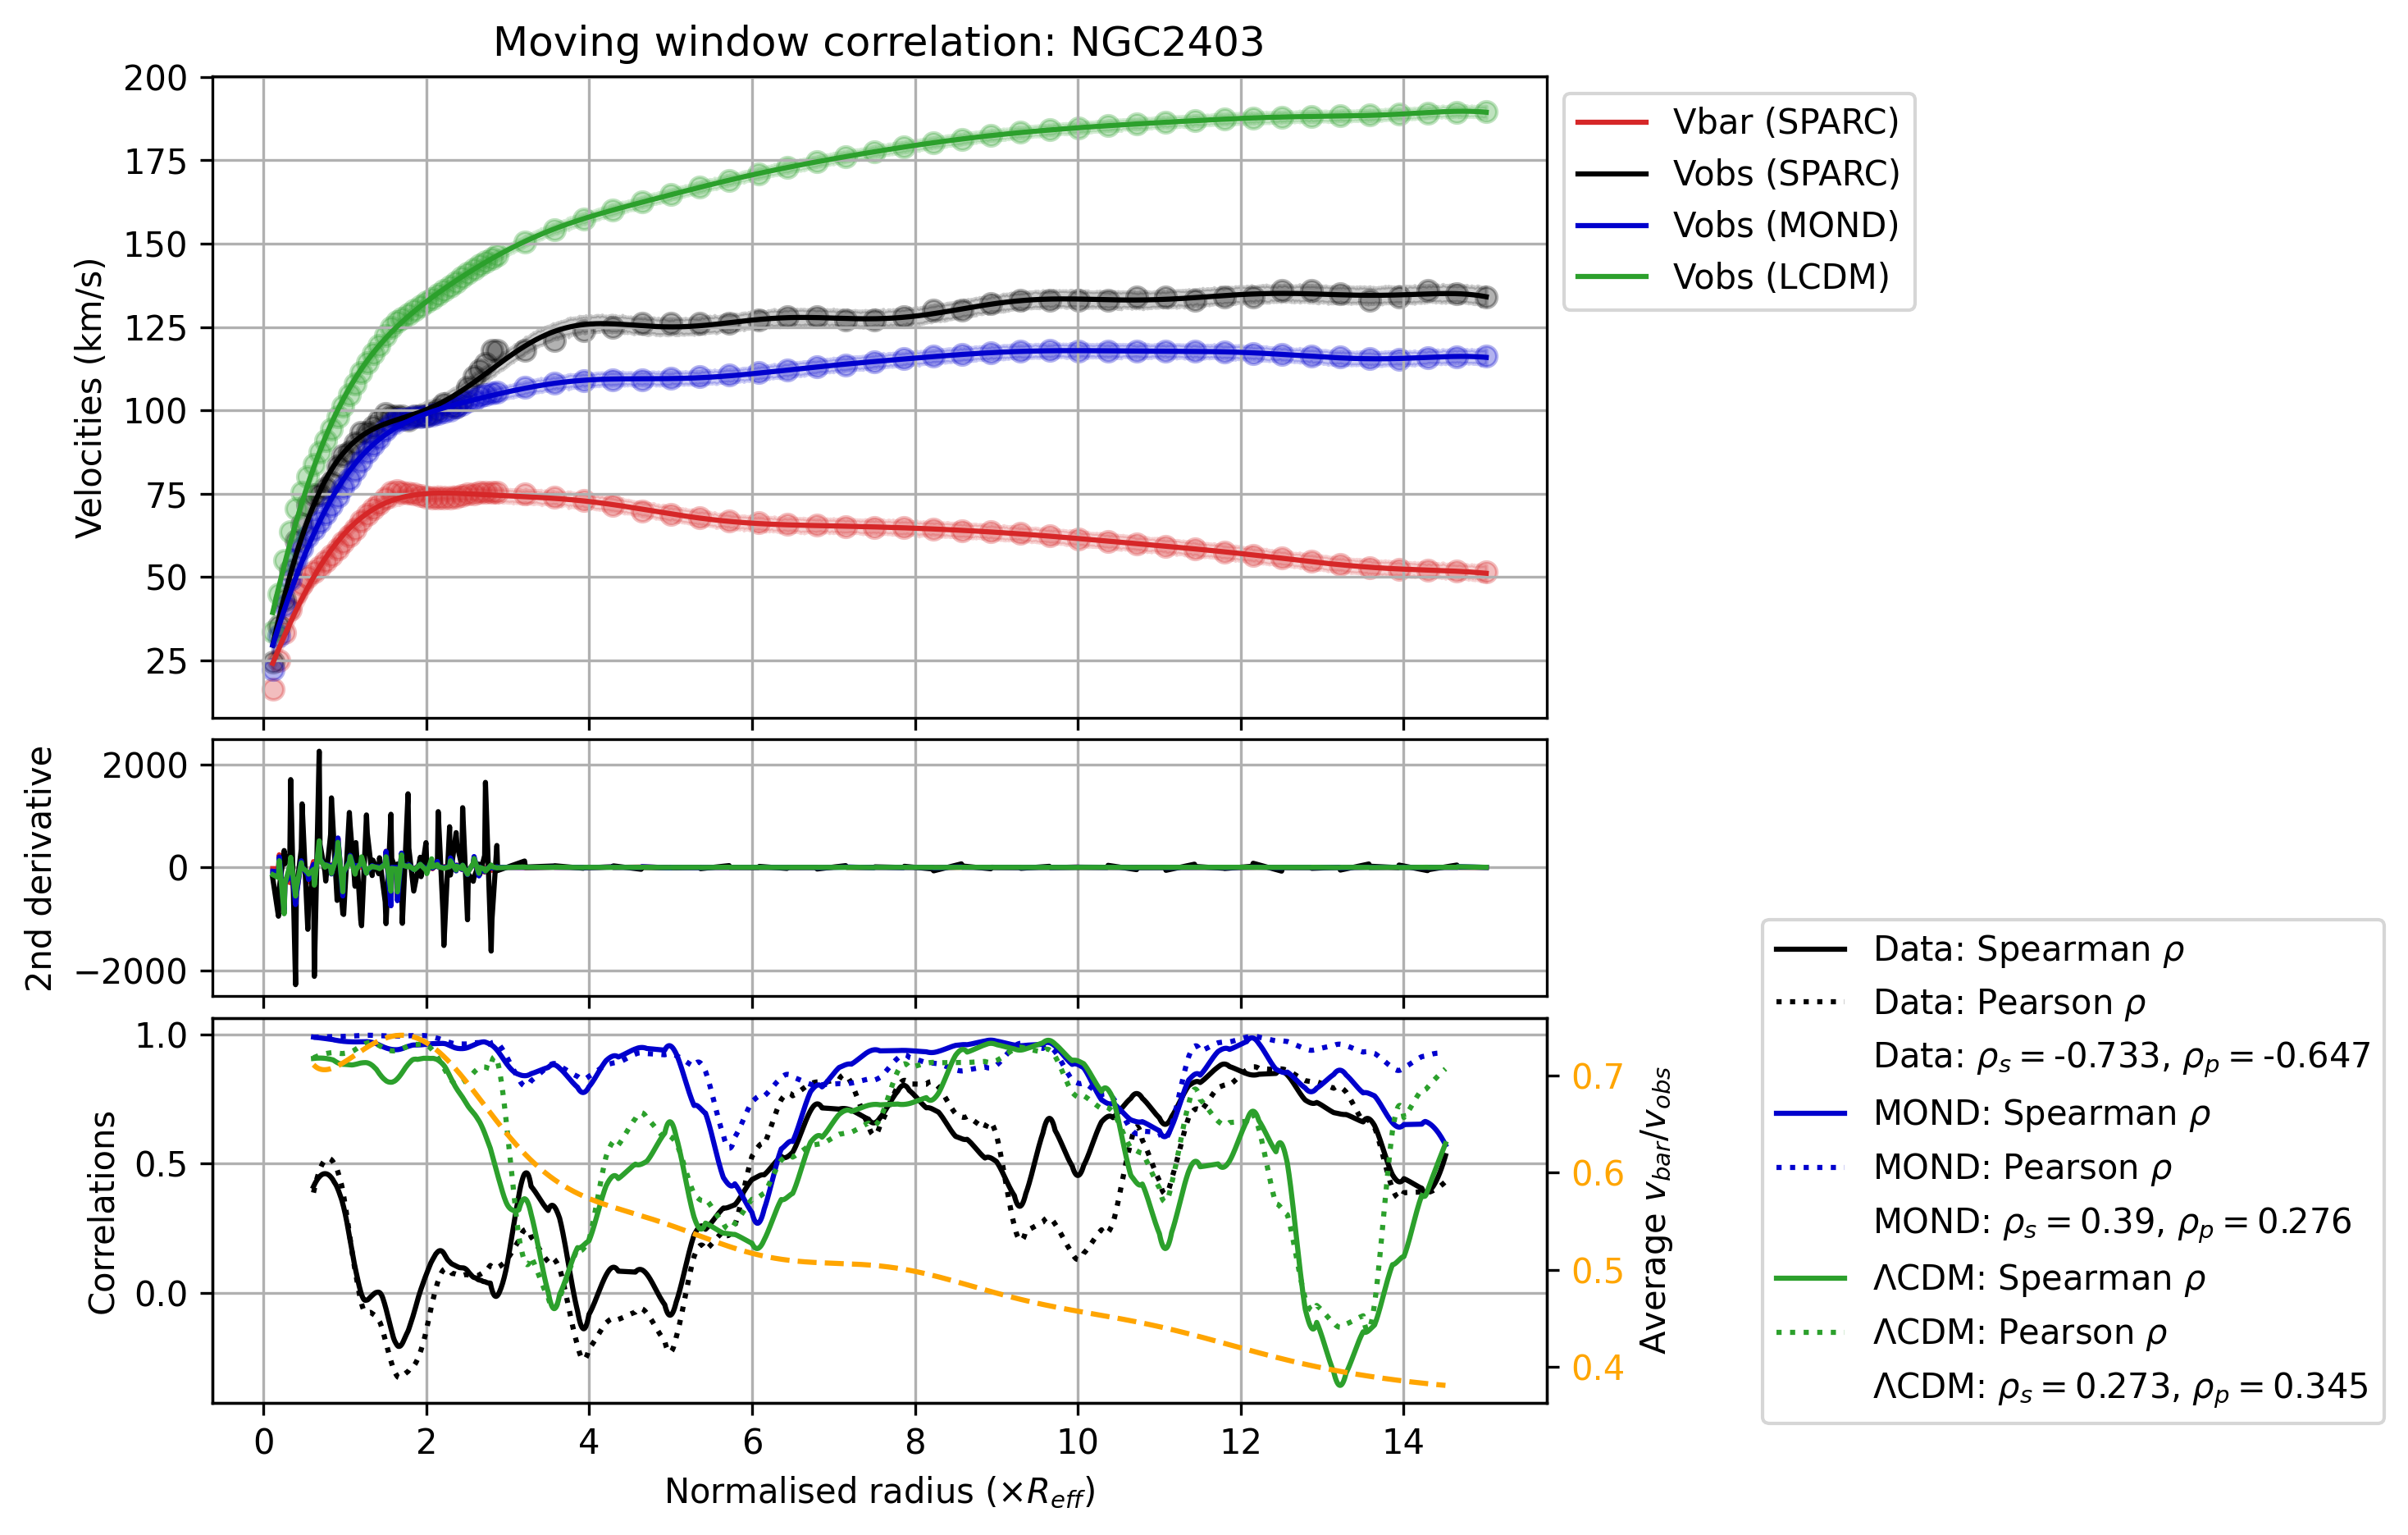 Moving window correlation: NGC2403
200
175
150
125
100
75
50
25
Velocities (km/s)
Vbar (SPARC)
Vobs (SPARC)
Vobs (MOND)
Vobs (LCDM)
2000
0
−2000
2nd derivative
1.0
0.5
0.0
Correlations
0.7
0.6
0.5
0.4
Average v_bar/v_obs
Data: Spearman ρ
Data: Pearson ρ
Data: ρ_s = -0.733, ρ_p = -0.647
MOND: Spearman ρ
MOND: Pearson ρ
MOND: ρ_s = 0.39, ρ_p = 0.276
ΛCDM: Spearman ρ
ΛCDM: Pearson ρ
ΛCDM: ρ_s = 0.273, ρ_p = 0.345
0 2 4 6 8 10 12 14
Normalised radius (×R_eff)